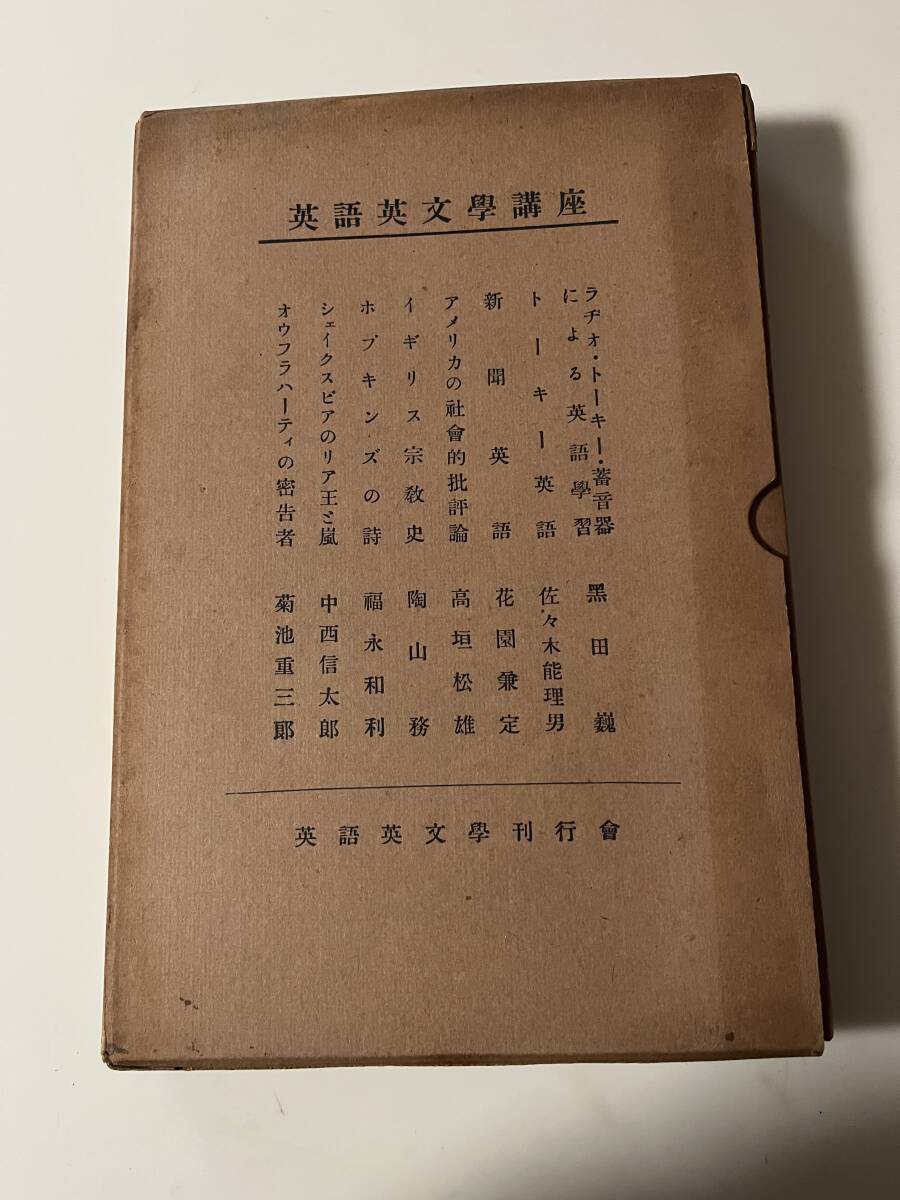 英語英文學講座
ラヂオ・トーキー・蓄音器
による英語學習 黑田巍
トーキー英語 佐々木能理男
新聞英語 花園兼定
アメリカの社會的批評論 高垣松雄
イギリス宗教史 陶山務
ホプキンズの詩 福永和利
シェイクスピアのリア王と嵐 中西信太郎
オウフラハーティの密告者 菊池重三郎
英語英文學刊行會